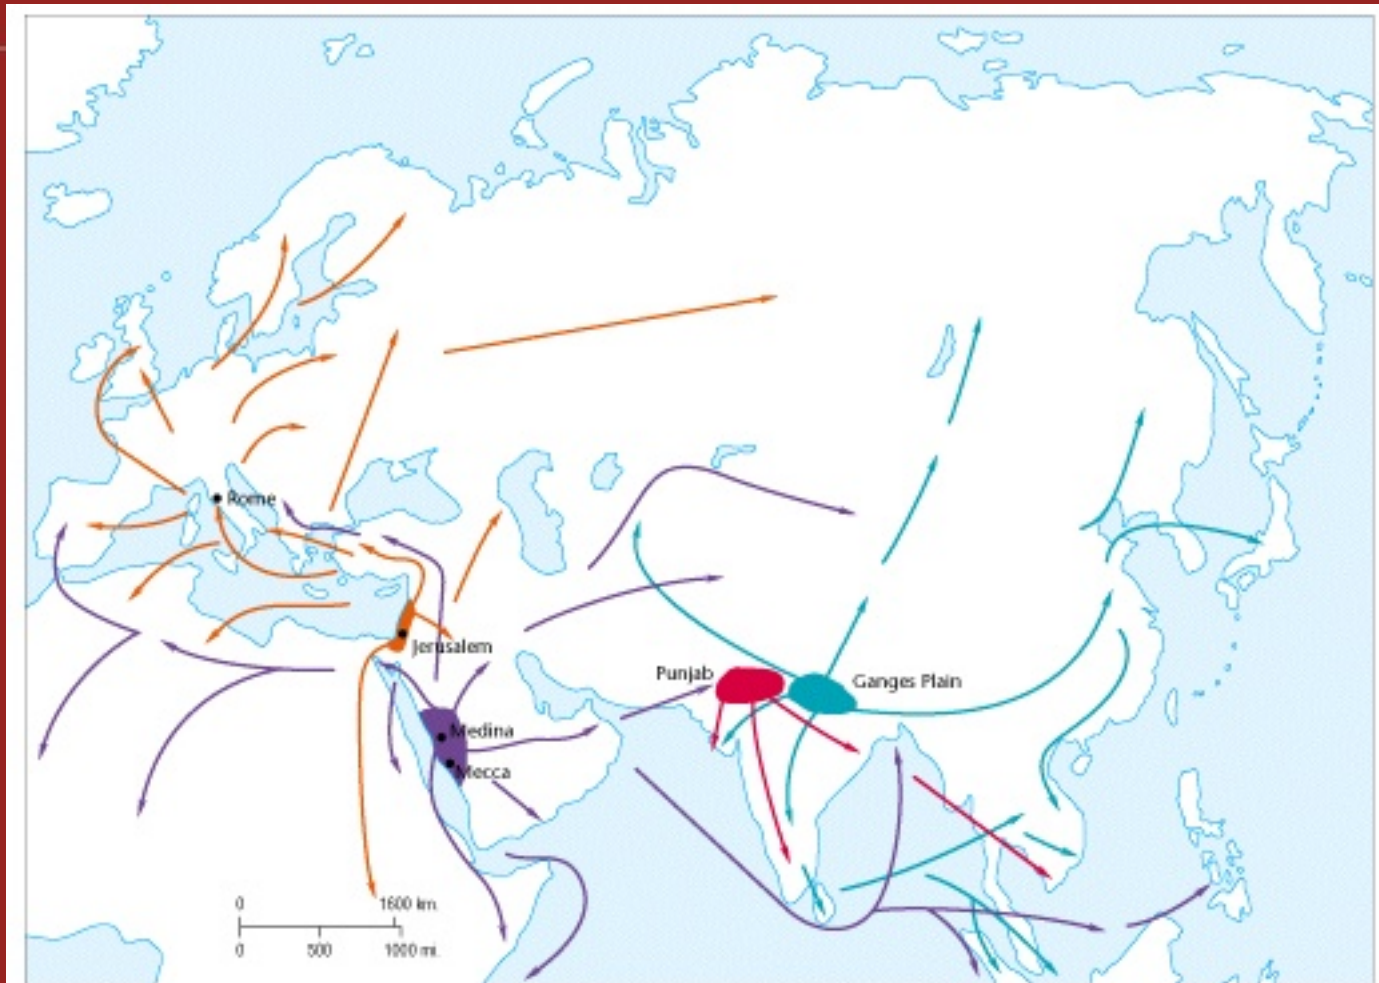 Rome
Jerusalem
Punjab
Ganges Plain
Medina
Mecca
0 1600 km.
0 500 1000 mi.